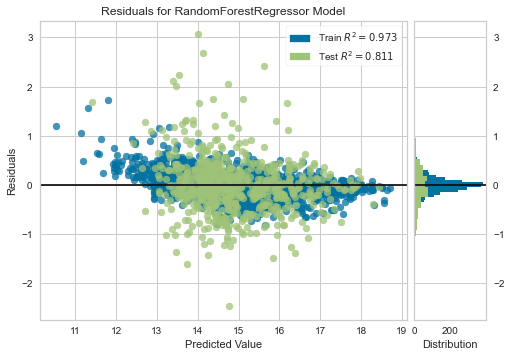 Residuals for RandomForestRegressor Model
Train R² = 0.973
Test R² = 0.811
Residuals
3
2
1
0
−1
−2
11 12 13 14 15 16 17 18 19
Predicted Value
3
2
1
0
−1
−2
0 200
Distribution